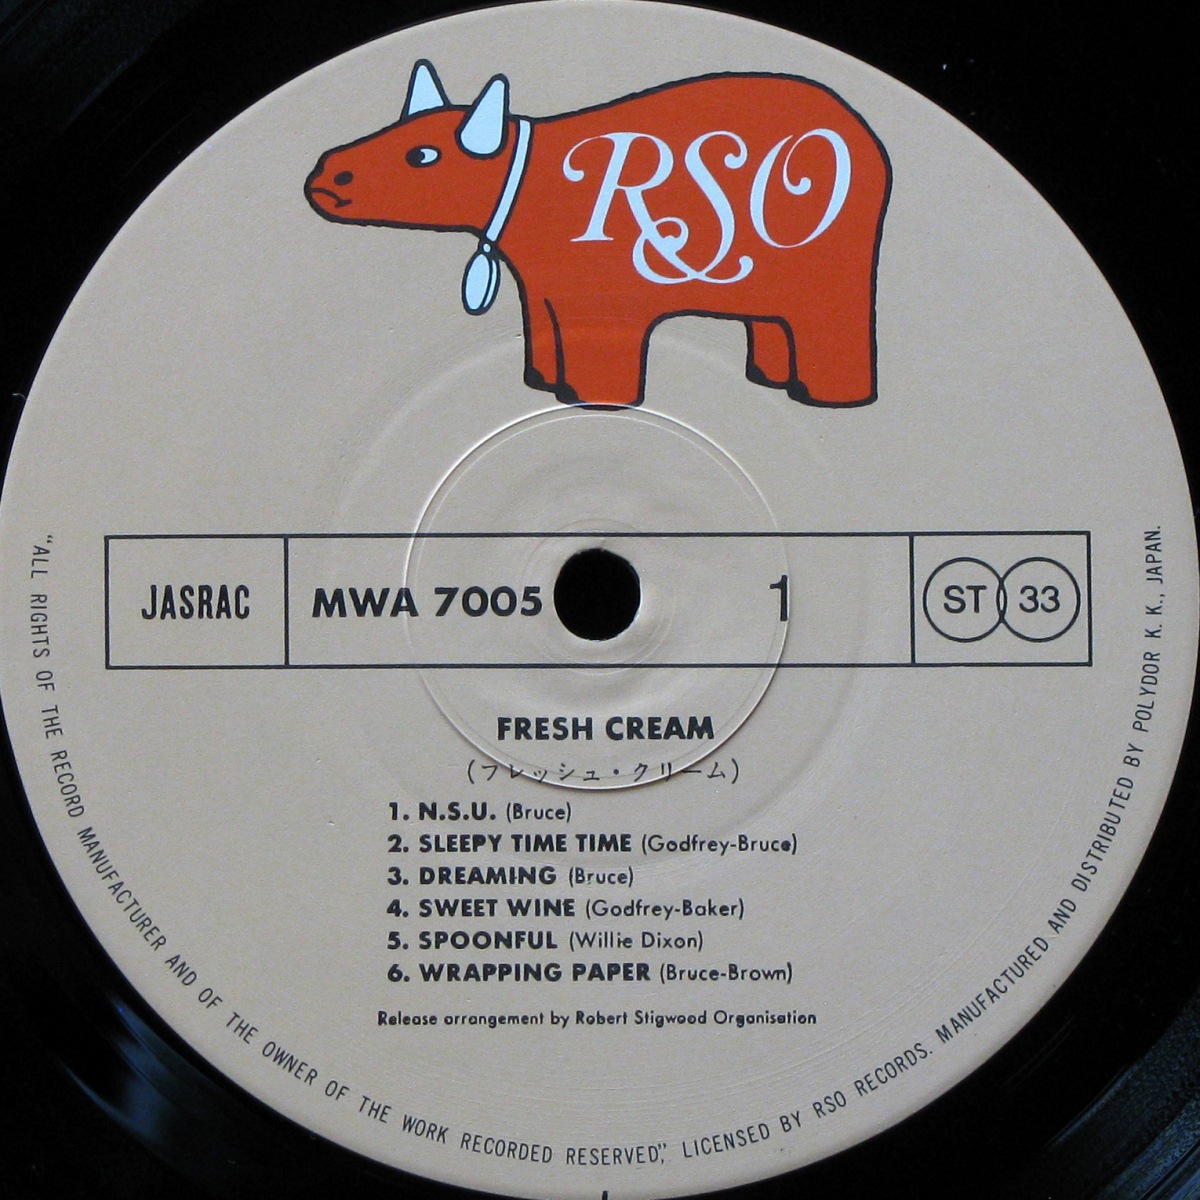 RSO
JASRAC
MWA 7005
1
ST 33
FRESH CREAM
(フレッシュ・クリーム)
1. N.S.U. (Bruce)
2. SLEEPY TIME TIME (Godfrey-Bruce)
3. DREAMING (Bruce)
4. SWEET WINE (Godfrey-Baker)
5. SPOONFUL (Willie Dixon)
6. WRAPPING PAPER (Bruce-Brown)
Release arrangement by Robert Stigwood Organisation
"ALL RIGHTS OF THE RECORD MANUFACTURER AND OF THE OWNER OF THE WORK RECORDED RESERVED," LICENSED BY RSO RECORDS. MANUFACTURED AND DISTRIBUTED BY POLYDOR K. K., JAPAN.